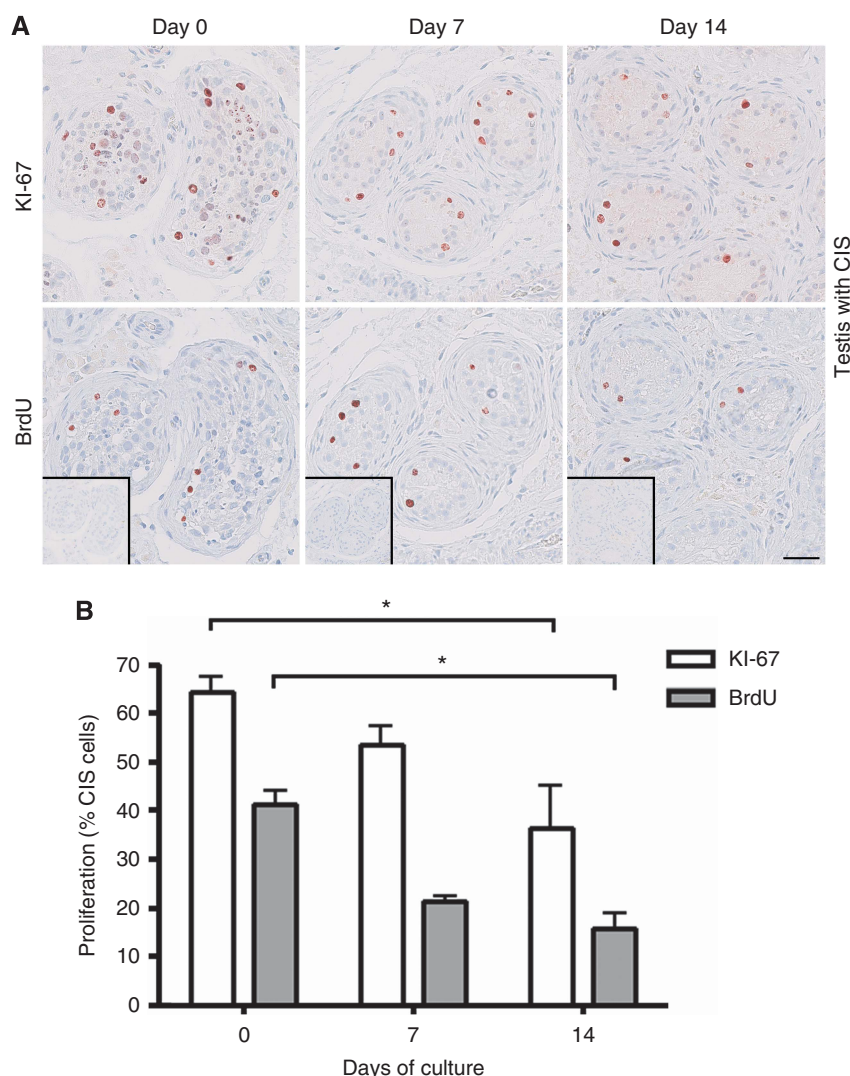 A
Day 0
Day 7
Day 14
KI-67
BrdU
Testis with CIS
B
*
*
KI-67
BrdU
Proliferation (% CIS cells)
70
60
50
40
30
20
10
0
0
7
14
Days of culture